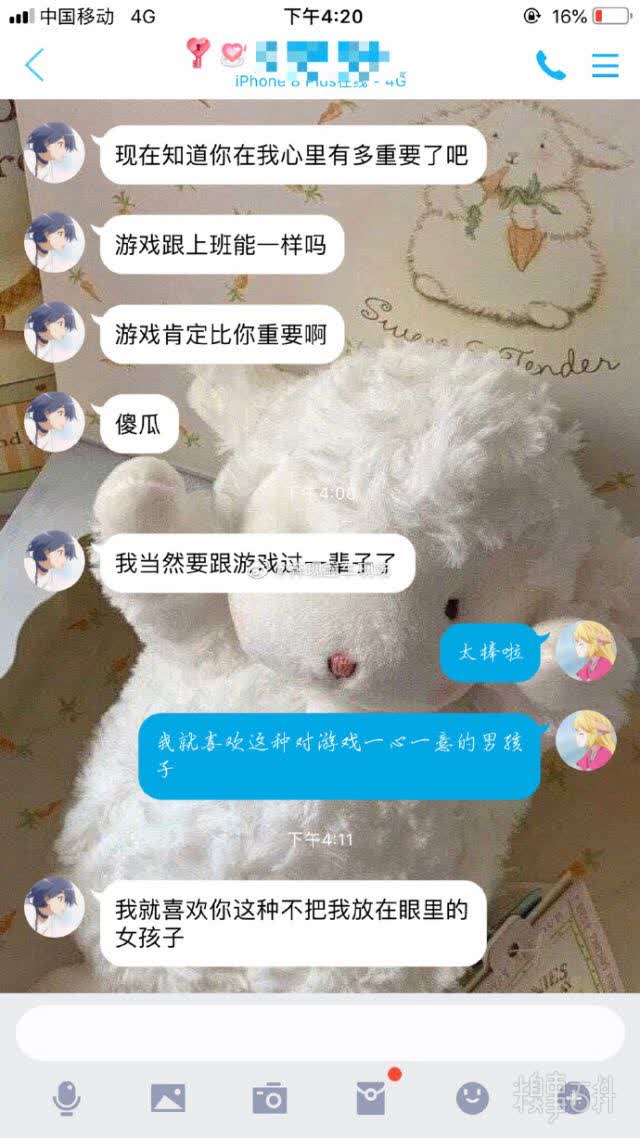 中国移动 4G 下午4:20 16%
iPhone 8 Plus在线 - 4G
现在知道你在我心里有多重要了吧
游戏跟上班能一样吗
游戏肯定比你重要啊
Sweet & Tender
傻瓜
下午4:08
我当然要跟游戏过一辈子了
太棒啦
我就喜欢这种对游戏一心一意的男孩
子
下午4:11
我就喜欢你这种不把我放在眼里的
女孩子
糗事百科